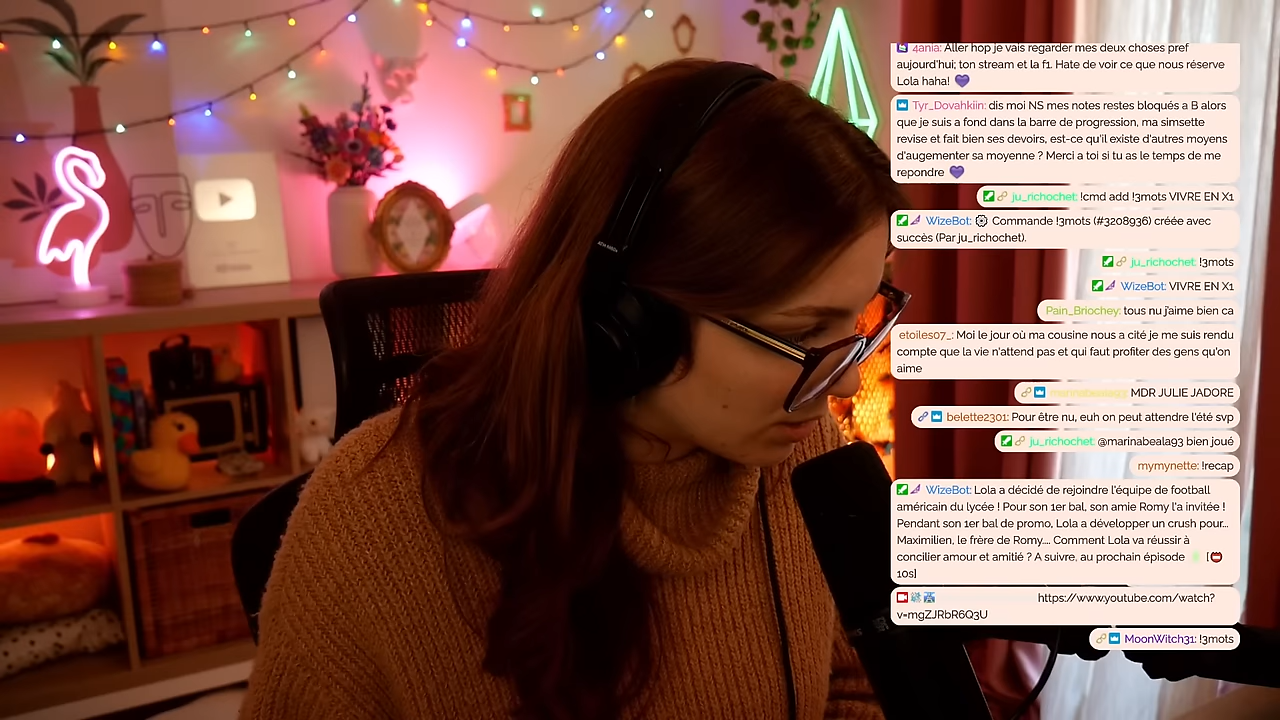 4ania: Aller hop je vais regarder mes deux choses pref
aujourd'hui; ton stream et la f1. Hate de voir ce que nous réserve
Lola haha!
Tyr_Dovahkiin: dis moi NS mes notes restes bloqués a B alors
que je suis a fond dans la barre de progression, ma simsette
revise et fait bien ses devoirs, est-ce qu'il existe d'autres moyens
d'augementer sa moyenne ? Merci a toi si tu as le temps de me
repondre
ju_richochet: !cmd add !3mots VIVRE EN X1
WizeBot: Commande !3mots (#3208936) créée avec
succès (Par ju_richochet).
ju_richochet: !3mots
WizeBot: VIVRE EN X1
Pain_Briochey: tous nu j'aime bien ca
etoiles07_: Moi le jour où ma cousine nous a cité je me suis rendu
compte que la vie n'attend pas et qui faut profiter des gens qu'on
aime
MDR JULIE JADORE
belette2301: Pour être nu, euh on peut attendre l'été svp
ju_richochet: @marinabeala93 bien joué
mymynette: !recap
WizeBot: Lola a décidé de rejoindre l'équipe de football
américain du lycée ! Pour son 1er bal, son amie Romy l'a invitée !
Pendant son 1er bal de promo, Lola a développer un crush pour...
Maximilien, le frère de Romy.... Comment Lola va réussir à
concilier amour et amitié ? A suivre, au prochain épisode [
10s]
https://www.youtube.com/watch?
v=mgZJRbR6Q3U
MoonWitch31: !3mots